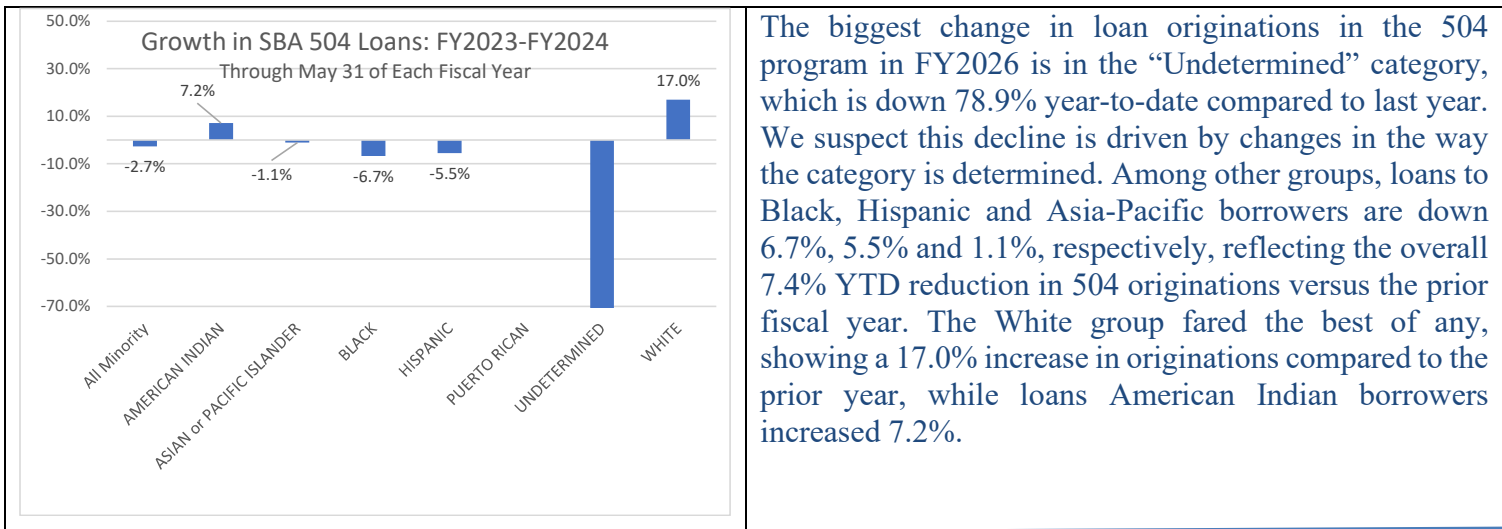 50.0%
Growth in SBA 504 Loans: FY2023-FY2024
Through May 31 of Each Fiscal Year
30.0%
17.0%
7.2%
10.0%
-10.0%
-2.7%
-1.1%
-6.7%
-5.5%
-30.0%
-50.0%
-70.0%
All Minority
AMERICAN INDIAN
ASIAN or PACIFIC ISLANDER
BLACK
HISPANIC
PUERTO RICAN
UNDETERMINED
WHITE
The biggest change in loan originations in the 504
program in FY2026 is in the “Undetermined” category,
which is down 78.9% year-to-date compared to last year.
We suspect this decline is driven by changes in the way
the category is determined. Among other groups, loans to
Black, Hispanic and Asia-Pacific borrowers are down
6.7%, 5.5% and 1.1%, respectively, reflecting the overall
7.4% YTD reduction in 504 originations versus the prior
fiscal year. The White group fared the best of any,
showing a 17.0% increase in originations compared to the
prior year, while loans American Indian borrowers
increased 7.2%.